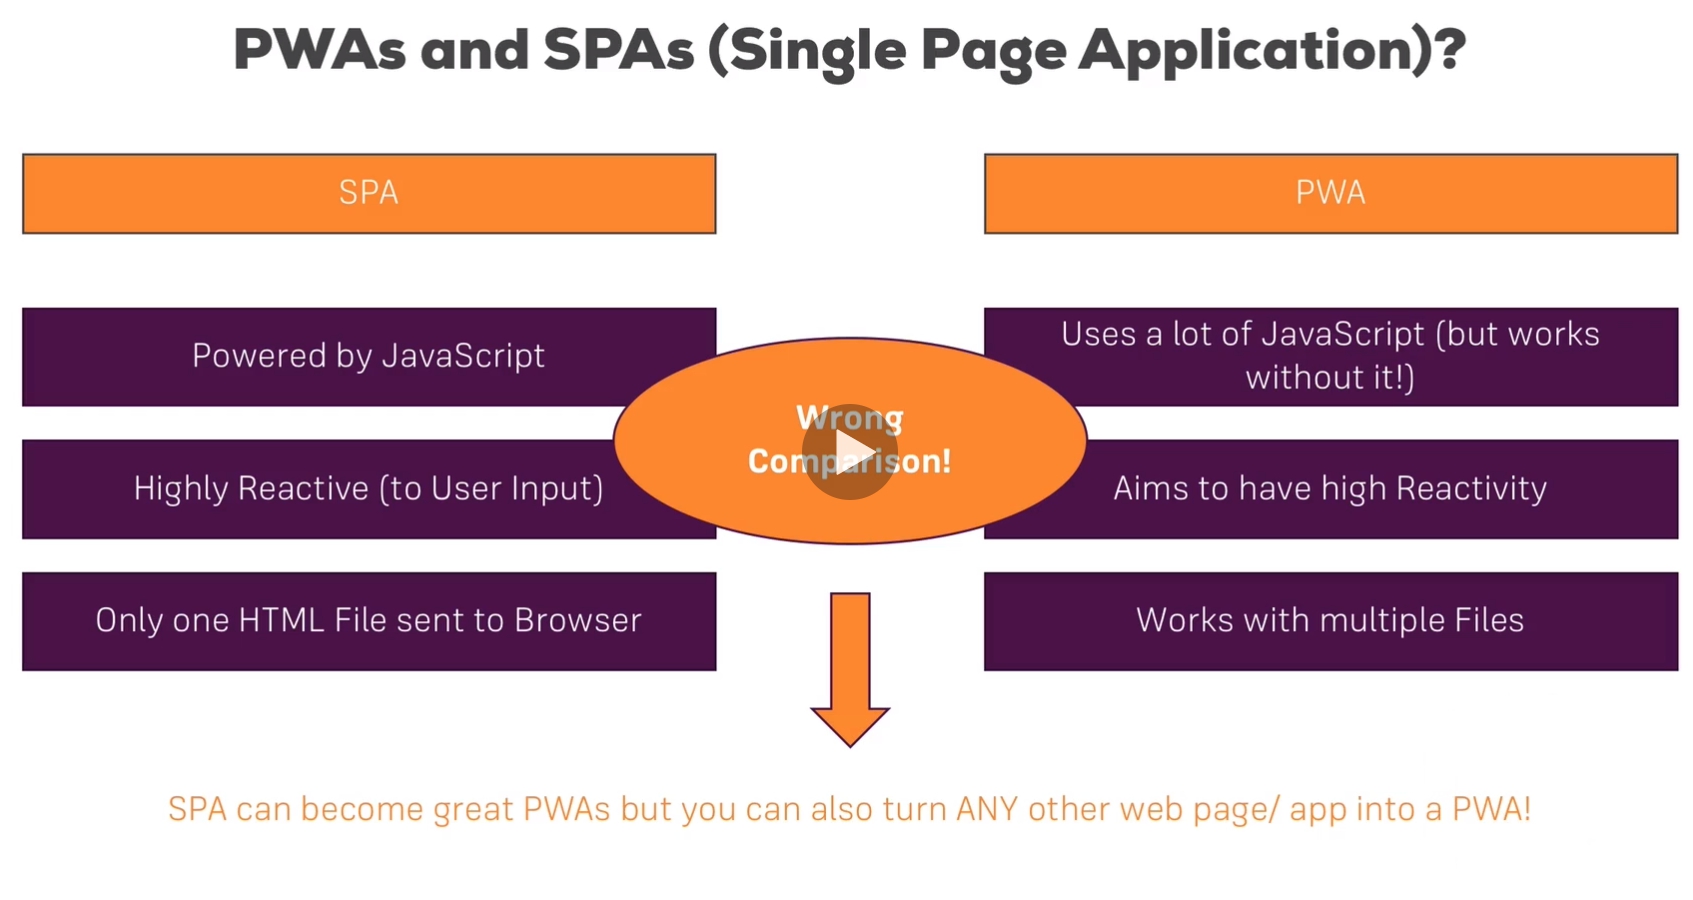 PWAs and SPAs (Single Page Application)?
SPA
PWA
Powered by JavaScript
Uses a lot of JavaScript (but works
without it!)
Wrong
Comparison!
Highly Reactive (to User Input)
Aims to have high Reactivity
Only one HTML File sent to Browser
Works with multiple Files
SPA can become great PWAs but you can also turn ANY other web page/ app into a PWA!